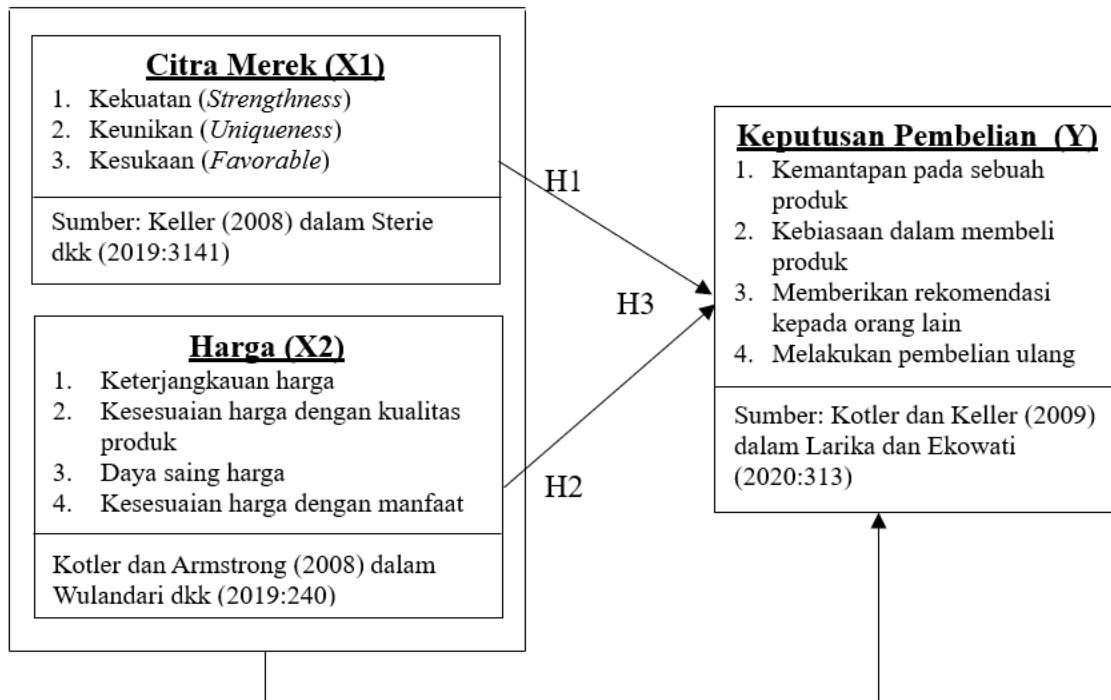 Citra Merek (X1)
1. Kekuatan (Strengthness)
2. Keunikan (Uniqueness)
3. Kesukaan (Favorable)
Sumber: Keller (2008) dalam Sterie
dkk (2019:3141)
Harga (X2)
1. Keterjangkauan harga
2. Kesesuaian harga dengan kualitas
produk
3. Daya saing harga
4. Kesesuaian harga dengan manfaat
Kotler dan Armstrong (2008) dalam
Wulandari dkk (2019:240)
H1
H3
H2
Keputusan Pembelian (Y)
1. Kemantapan pada sebuah
produk
2. Kebiasaan dalam membeli
produk
3. Memberikan rekomendasi
kepada orang lain
4. Melakukan pembelian ulang
Sumber: Kotler dan Keller (2009)
dalam Larika dan Ekowati
(2020:313)